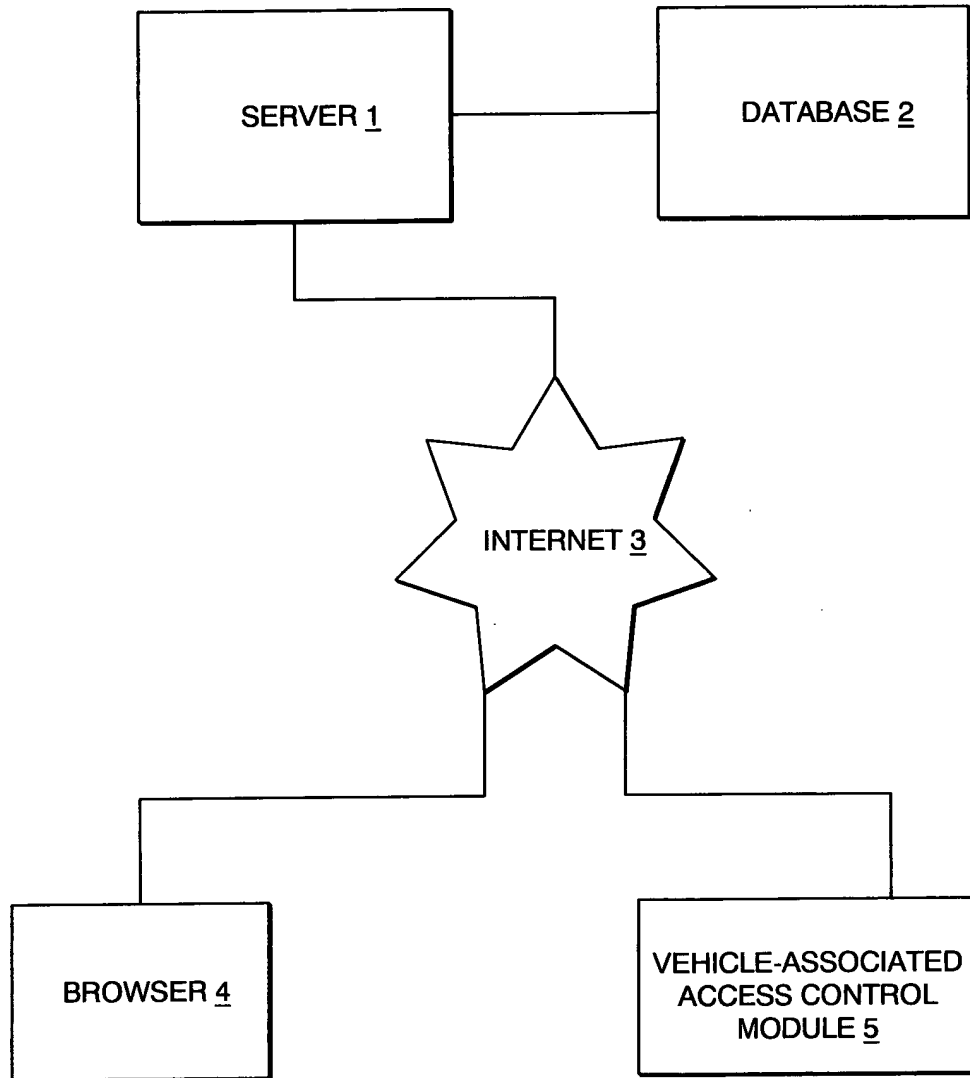 SERVER 1
DATABASE 2
INTERNET 3
BROWSER 4
VEHICLE-ASSOCIATED
ACCESS CONTROL
MODULE 5